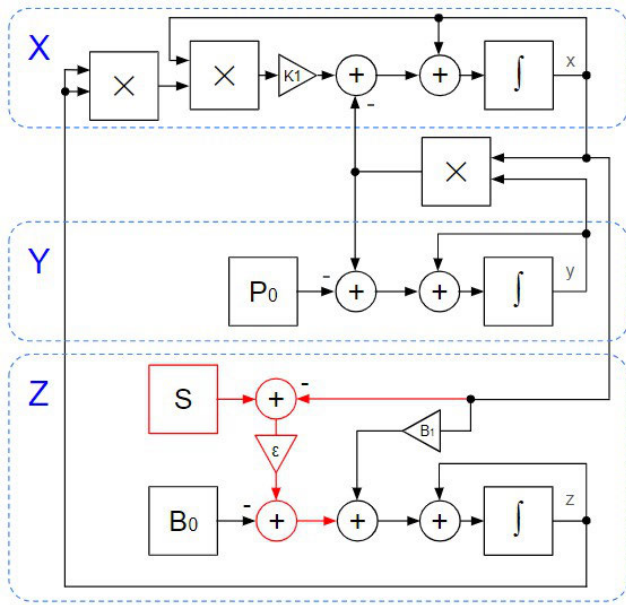 X
×
×
K1
+
-
+
∫
x
×
Y
P0
-
+
+
∫
y
Z
S
+
-
ε
B1
B0
-
+
+
+
∫
z